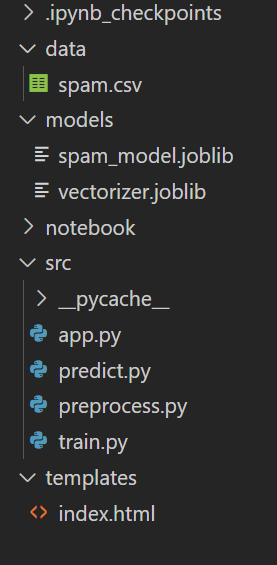 .ipynb_checkpoints
data
spam.csv
models
spam_model.joblib
vectorizer.joblib
notebook
src
__pycache__
app.py
predict.py
preprocess.py
train.py
templates
index.html